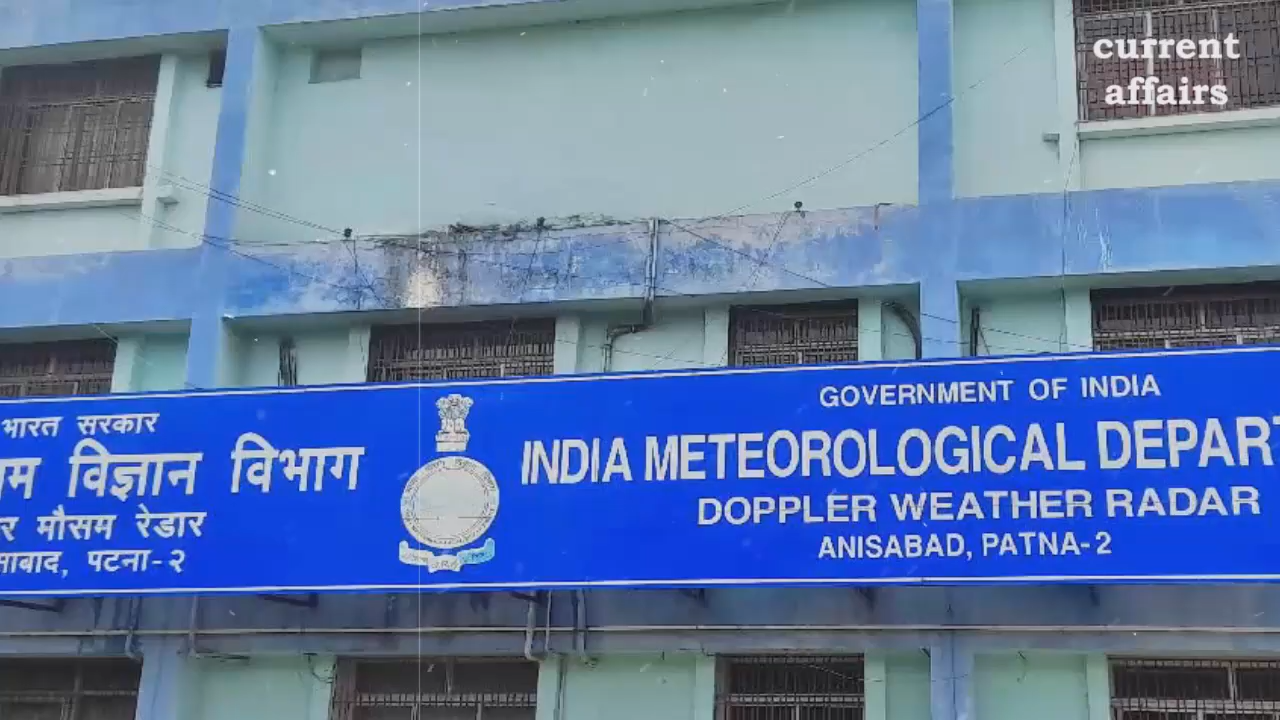 current
affairs
भारत सरकार
विज्ञान विभाग
मौसम रेडार
पटना-२
GOVERNMENT OF INDIA
INDIA METEOROLOGICAL
DOPPLER WEATHER RADAR
ANISABAD, PATNA-2